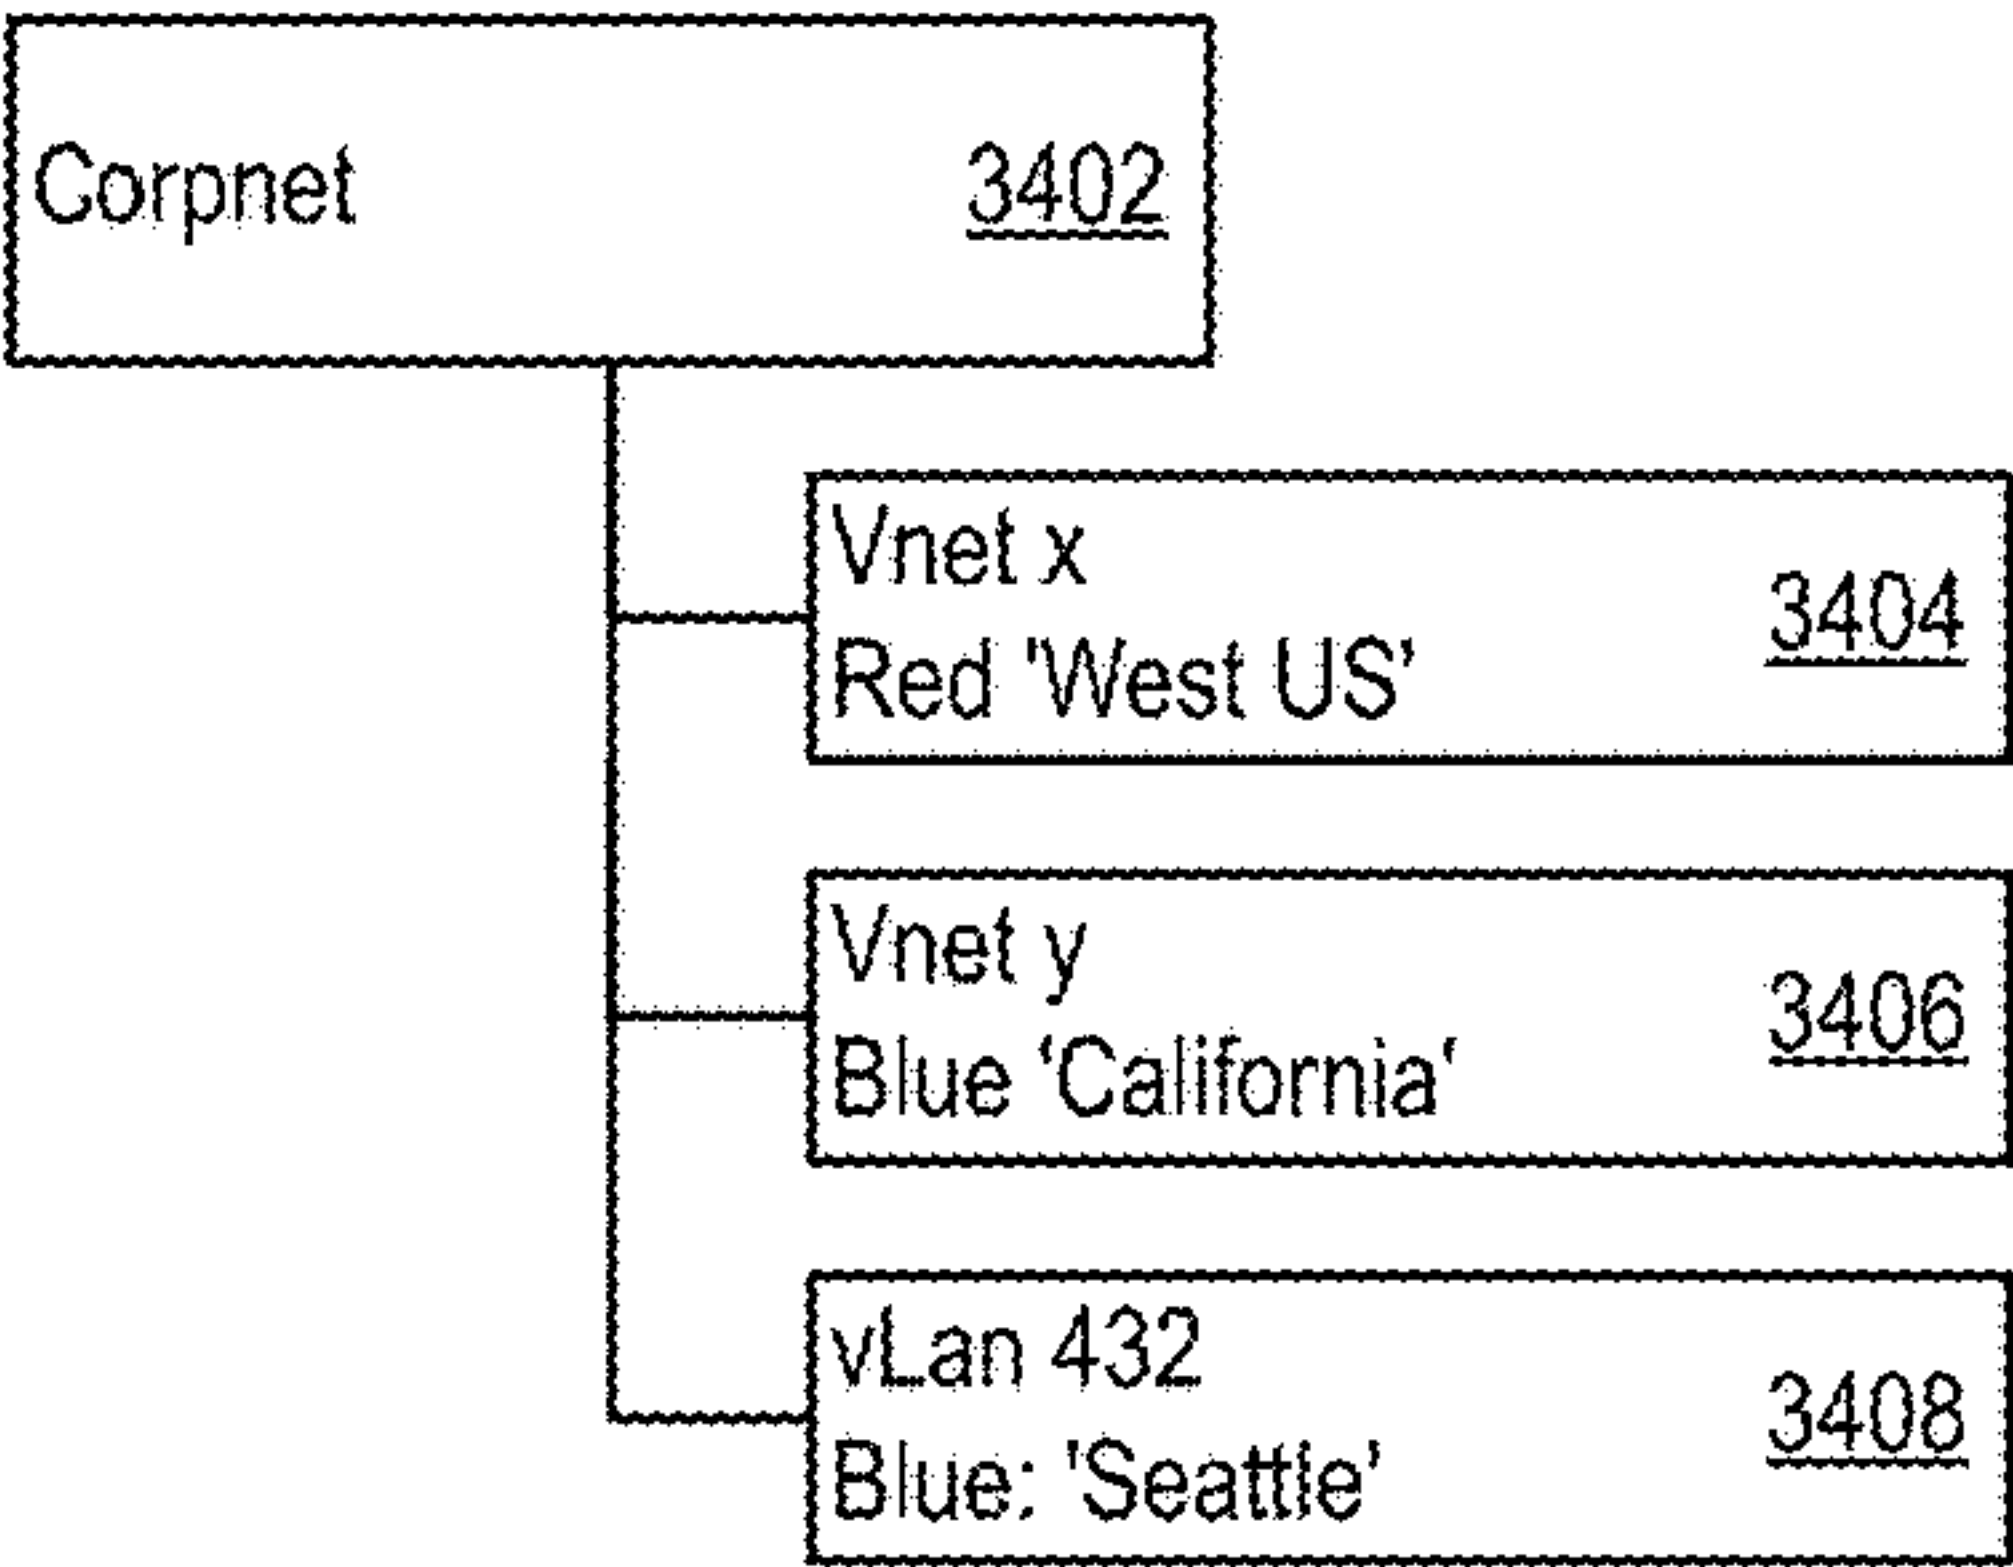 Corpnet 3402
Vnet x
3404
Red 'West US'
Vnet y
3406
Blue 'California'
vLan 432
3408
Blue: 'Seattle'